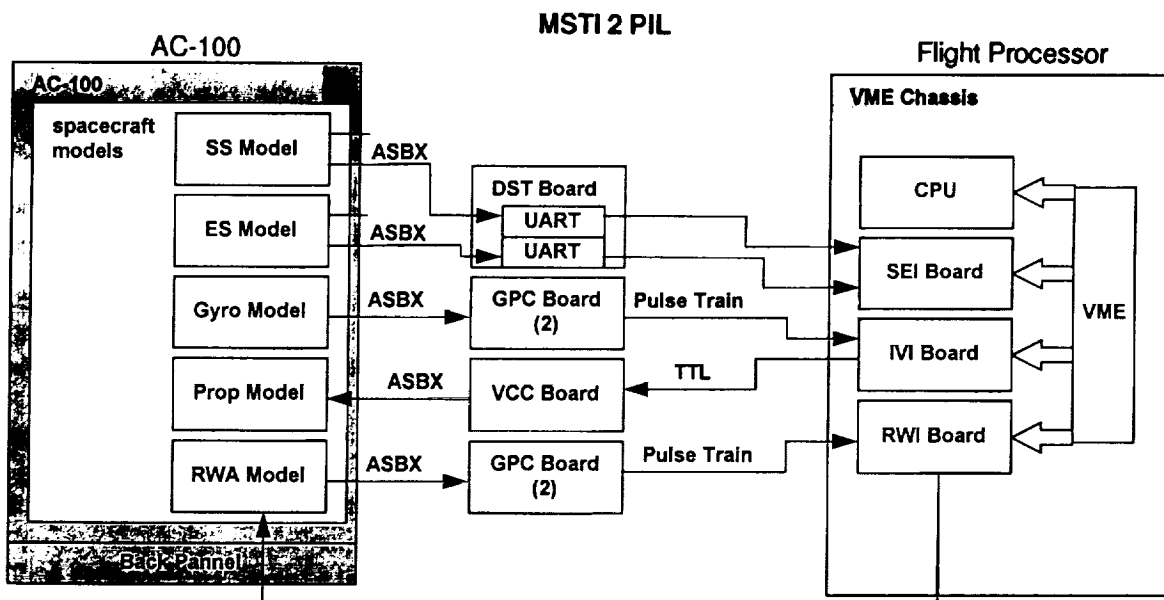 MSTI 2 PIL
AC-100
Flight Processor
AC-100
VME Chassis
spacecraft
models
SS Model
ASBX
DST Board
UART
UART
CPU
ES Model
ASBX
SEI Board
Gyro Model
ASBX
GPC Board
(2)
Pulse Train
VME
IVI Board
Prop Model
ASBX
VCC Board
TTL
RWI Board
RWA Model
ASBX
GPC Board
(2)
Pulse Train
Back Pannel